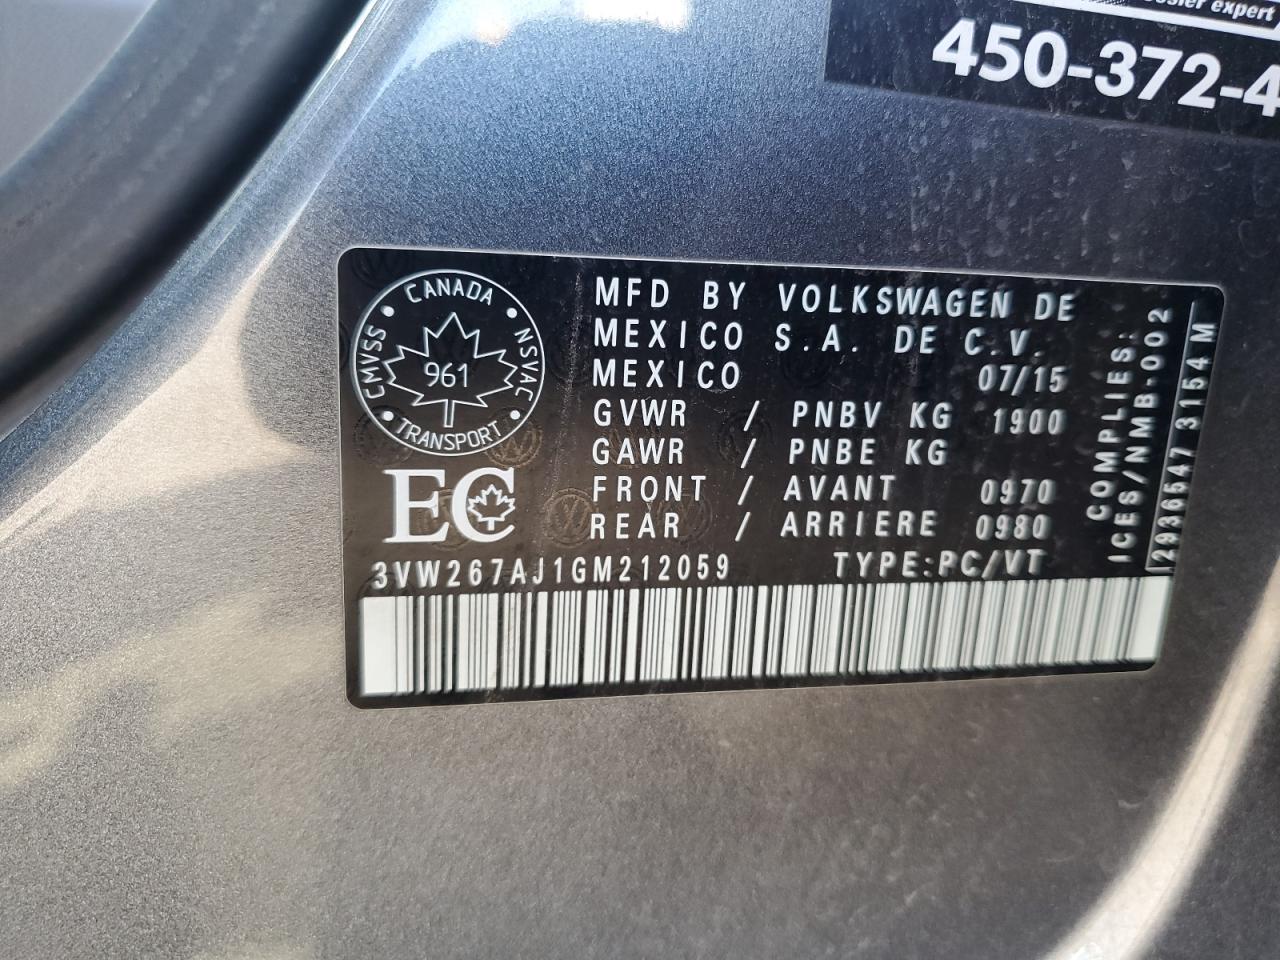 expert
450-372-4
CANADA
CMVSS
NSVAC
961
TRANSPORT
EC
MFD BY VOLKSWAGEN DE
MEXICO S.A. DE C.V.
MEXICO 07/15
GVWR / PNBV KG 1900
GAWR / PNBE KG
FRONT / AVANT 0970
REAR / ARRIERE 0980
3VW267AJ1GM212059 TYPE:PC/VT
COMPLIES:
ICES/NMB-002
2936547 3154 M